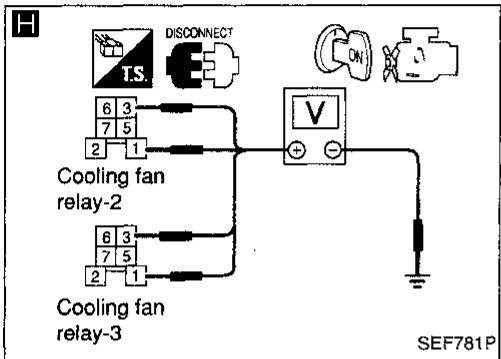 H
DISCONNECT
T.S.
ON
6 3
7 5
2 1
V
+ −
Cooling fan
relay-2
6 3
7 5
2 1
Cooling fan
relay-3
SEF781P